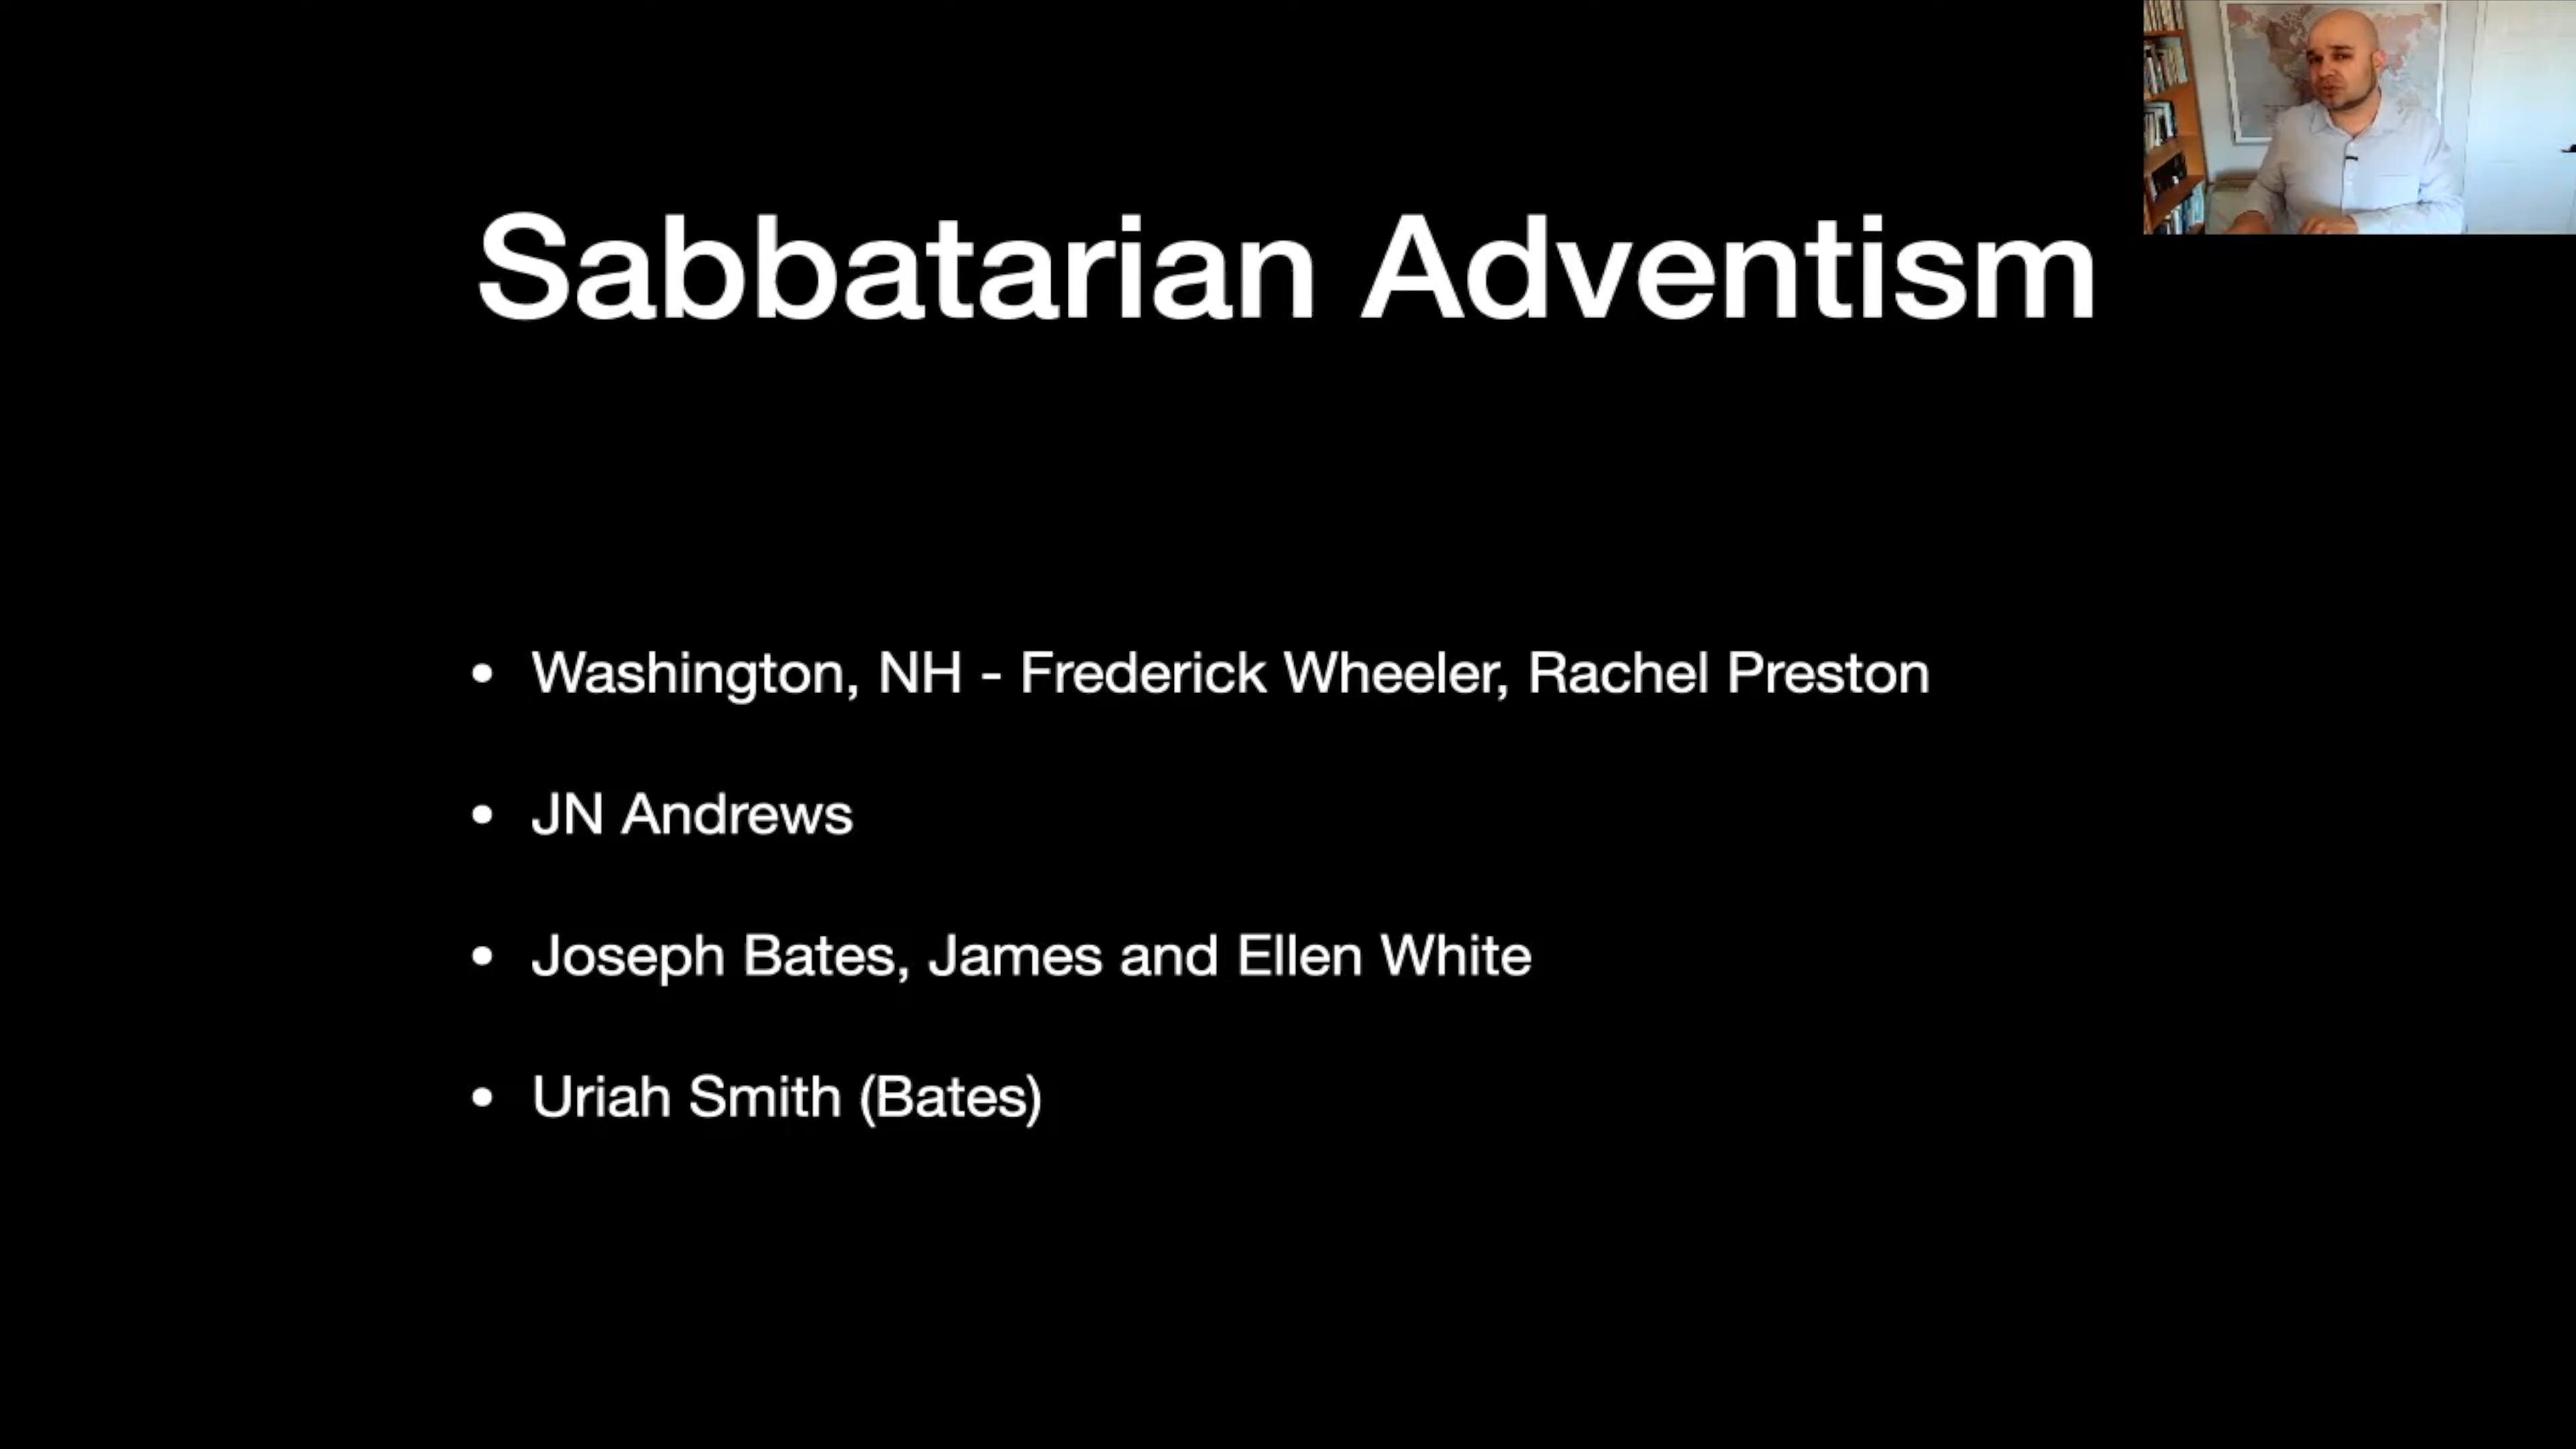 Sabbatarian Adventism
• Washington, NH - Frederick Wheeler, Rachel Preston
• JN Andrews
• Joseph Bates, James and Ellen White
• Uriah Smith (Bates)